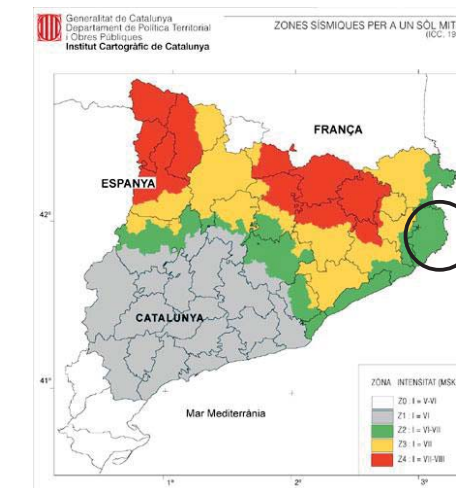 Generalitat de Catalunya
Departament de Política Territorial
i Obres Públiques
Institut Cartogràfic de Catalunya
ZONES SÍSMIQUES PER A UN SÒL MIT
(ICC, 19
FRANÇA
ESPANYA
42°
CATALUNYA
41°
Mar Mediterrània
ZONA INTENSITAT (MSK
Z0 : I = V-VI
Z1 : I = VI
Z2 : I = VI-VII
Z3 : I = VII
Z4 : I = VII-VIII
1°
2°
3°